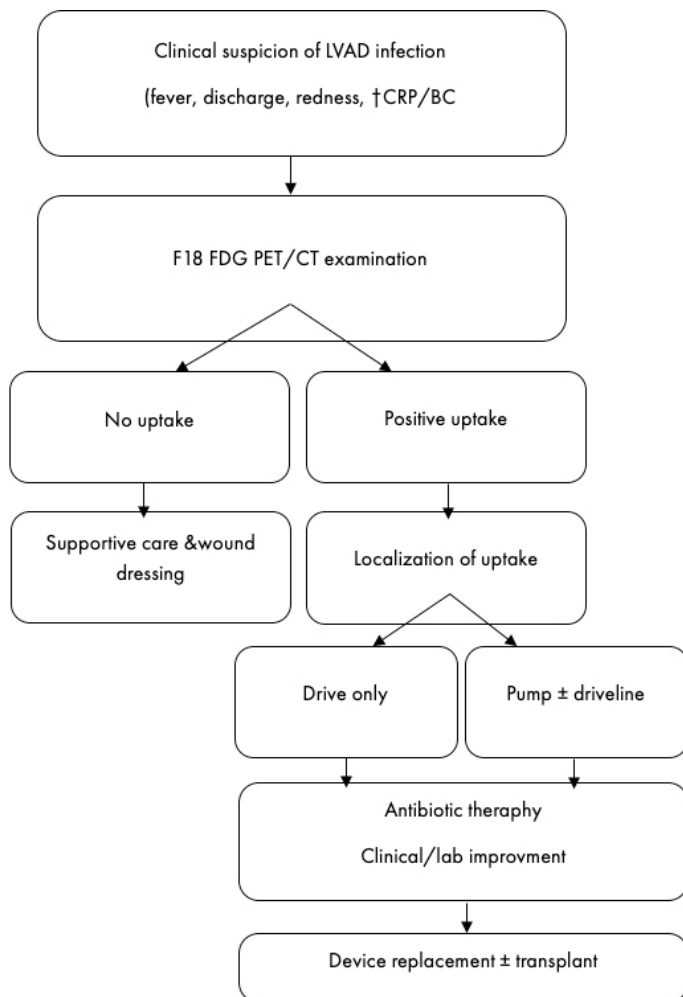 Clinical suspicion of LVAD infection
(fever, discharge, redness, †CRP/BC
F18 FDG PET/CT examination
No uptake
Positive uptake
Supportive care &wound
dressing
Localization of uptake
Drive only
Pump ± driveline
Antibiotic theraphy
Clinical/lab improvment
Device replacement ± transplant